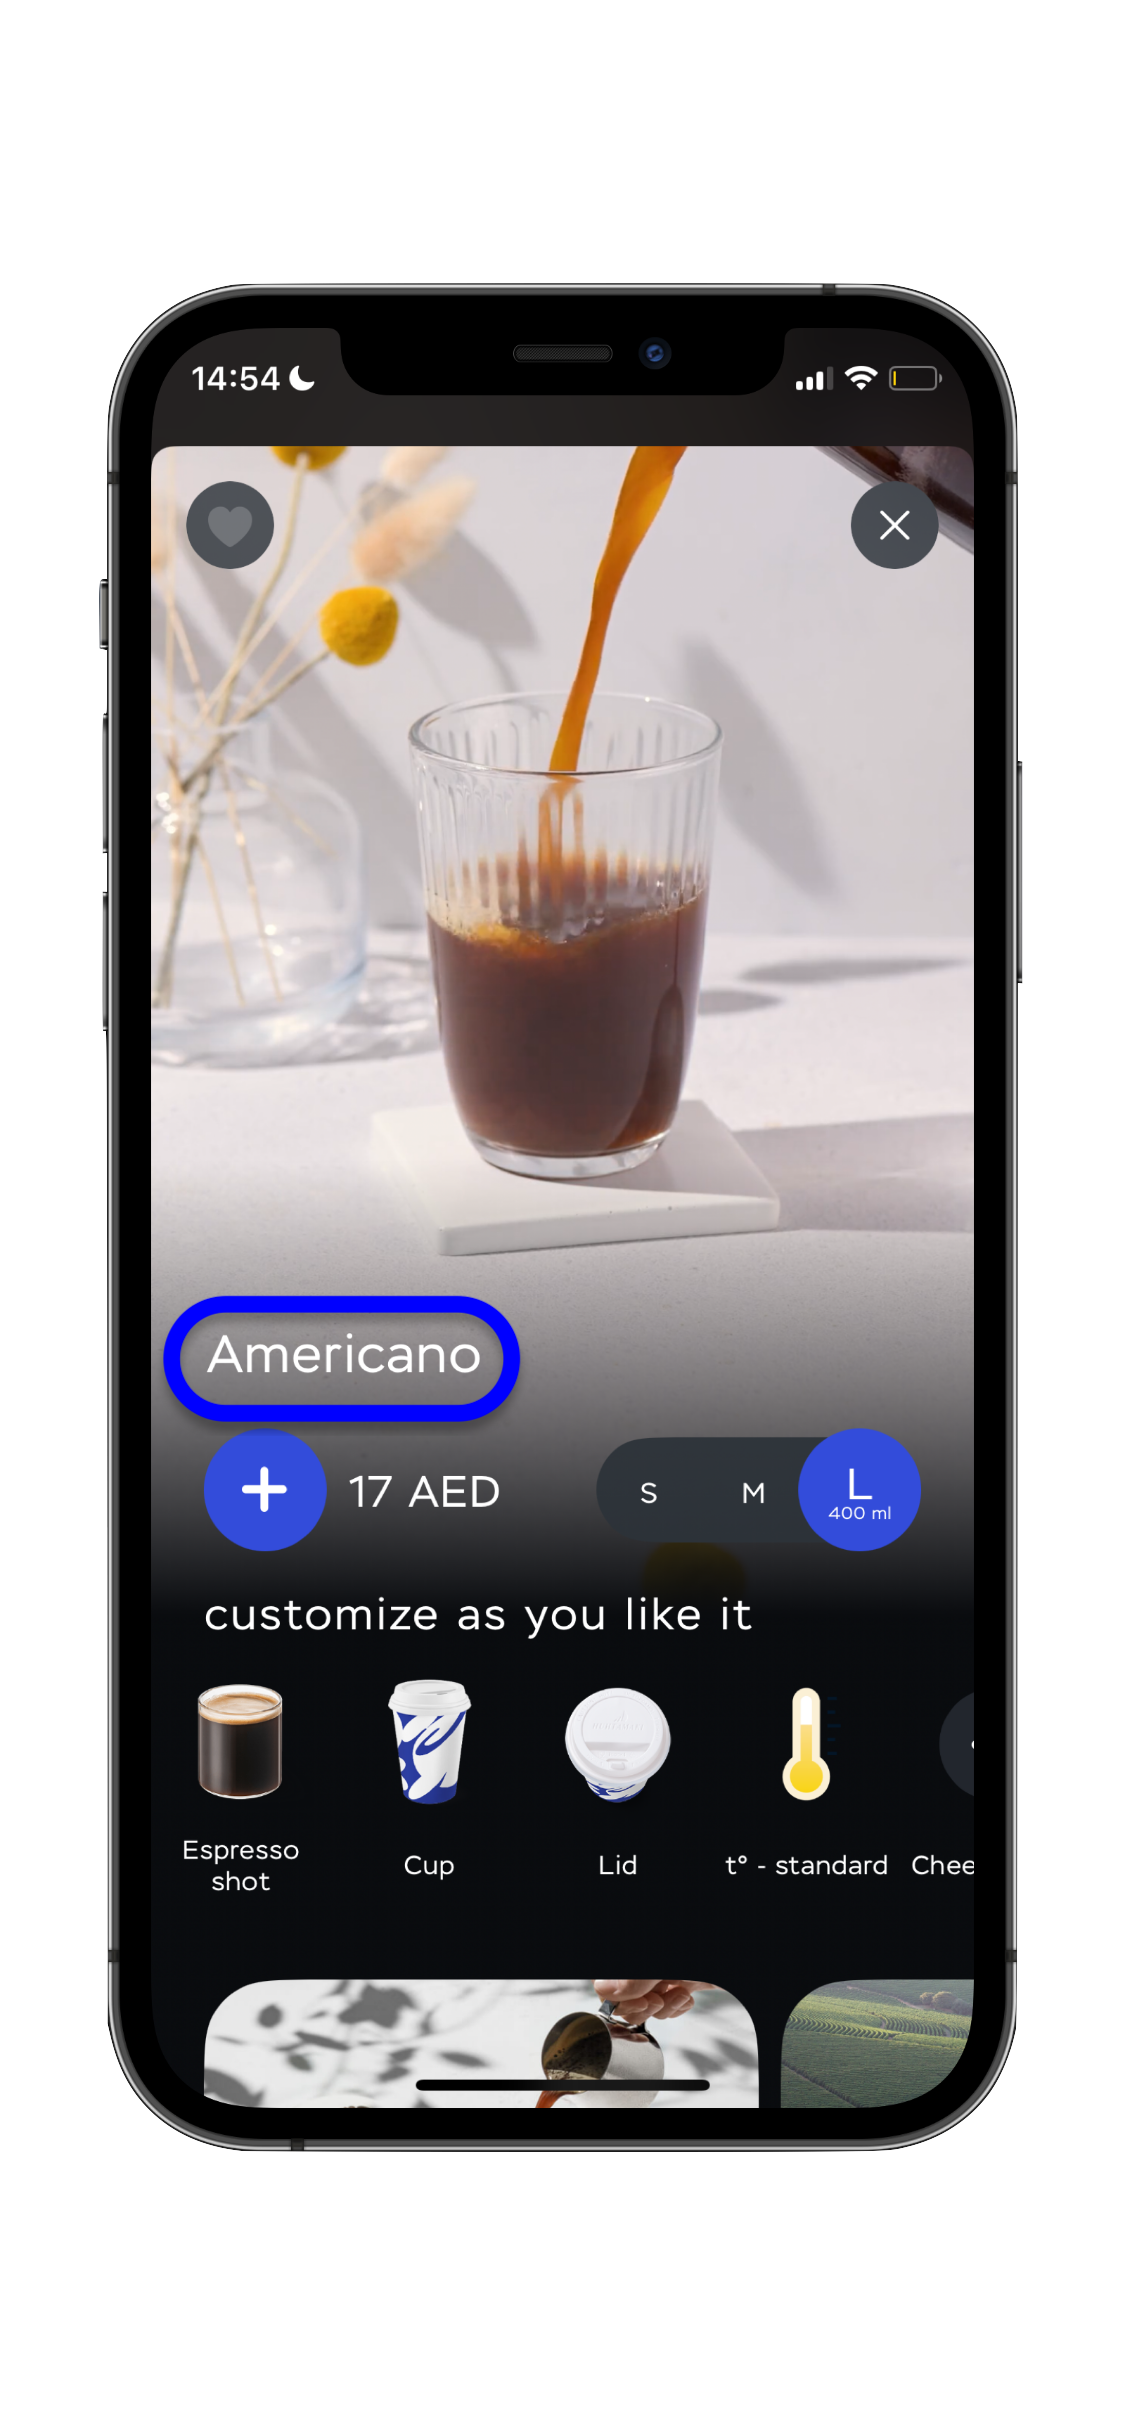 14:54
Americano
17 AED
S M L
400 ml
customize as you like it
Espresso
shot
Cup
Lid
t° - standard
Chee